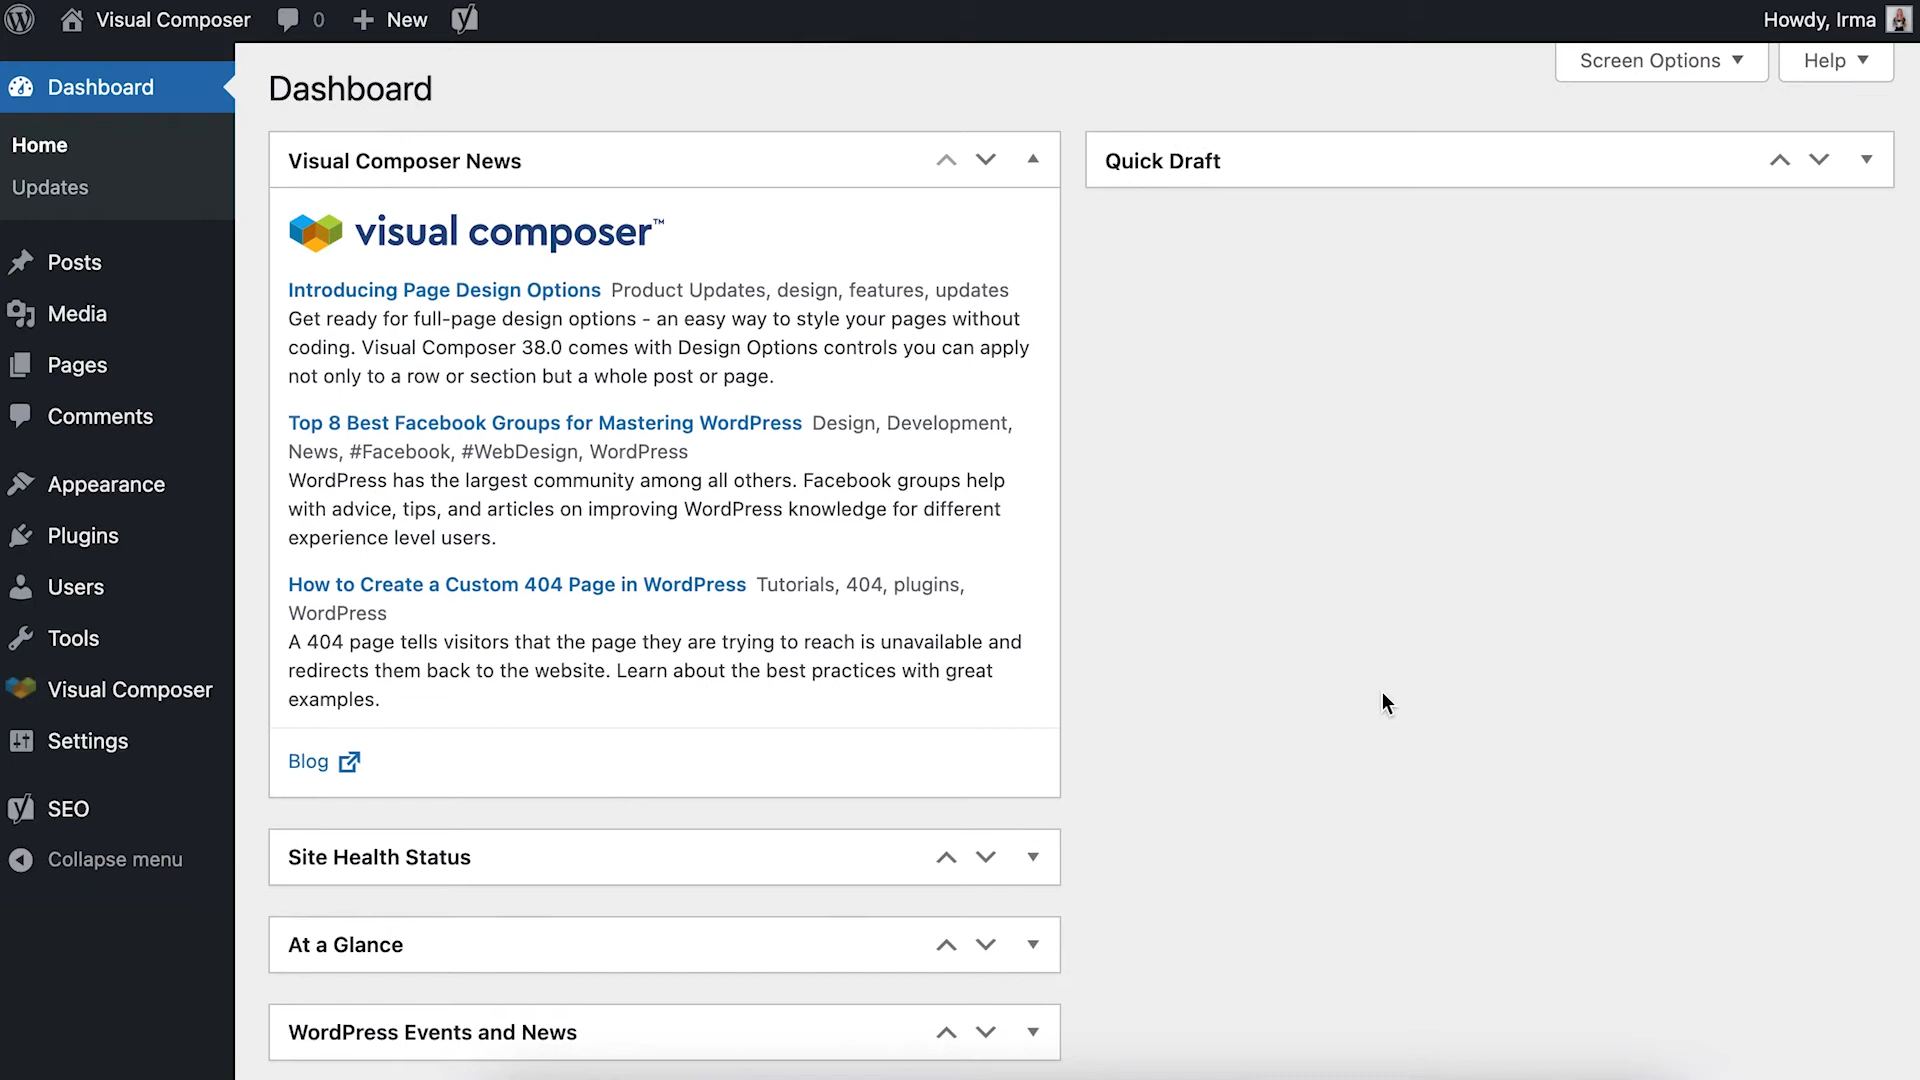 Visual Composer 0 New Howdy, Irma
Screen Options Help
Dashboard
Home
Updates
Posts
Media
Pages
Comments
Appearance
Plugins
Users
Tools
Visual Composer
Settings
SEO
Collapse menu
Dashboard
Visual Composer News
visual composer™
Introducing Page Design Options Product Updates, design, features, updates
Get ready for full-page design options - an easy way to style your pages without
coding. Visual Composer 38.0 comes with Design Options controls you can apply
not only to a row or section but a whole post or page.
Top 8 Best Facebook Groups for Mastering WordPress Design, Development,
News, #Facebook, #WebDesign, WordPress
WordPress has the largest community among all others. Facebook groups help
with advice, tips, and articles on improving WordPress knowledge for different
experience level users.
How to Create a Custom 404 Page in WordPress Tutorials, 404, plugins,
WordPress
A 404 page tells visitors that the page they are trying to reach is unavailable and
redirects them back to the website. Learn about the best practices with great
examples.
Blog
Site Health Status
At a Glance
WordPress Events and News
Quick Draft